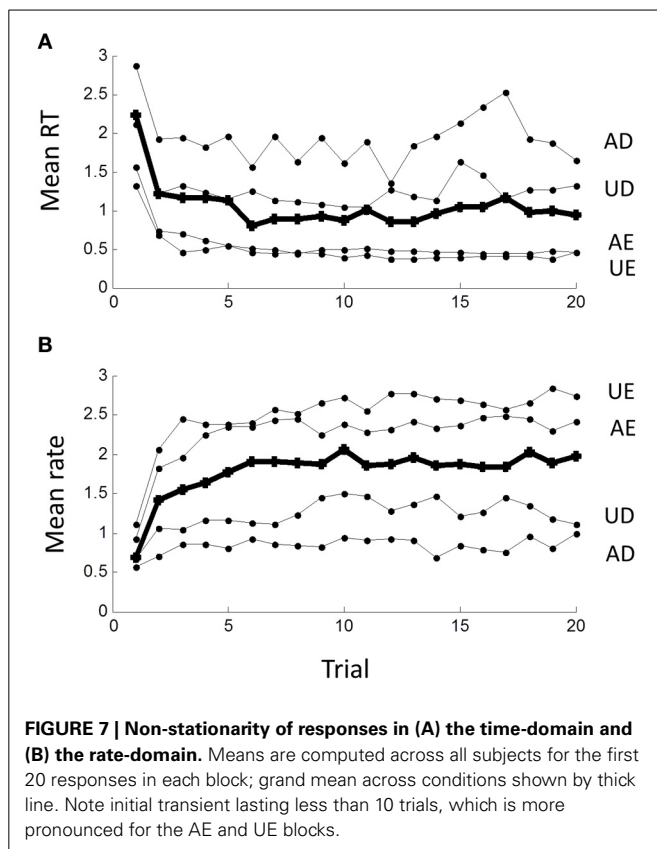 A
Mean RT
3
2.5
2
1.5
1
0.5
0
0 5 10 15 20
AD
UD
AE
UE
B
Mean rate
3
2.5
2
1.5
1
0.5
0
0 5 10 15 20
UE
AE
UD
AD
Trial
FIGURE 7 | Non-stationarity of responses in (A) the time-domain and
(B) the rate-domain. Means are computed across all subjects for the first
20 responses in each block; grand mean across conditions shown by thick
line. Note initial transient lasting less than 10 trials, which is more
pronounced for the AE and UE blocks.